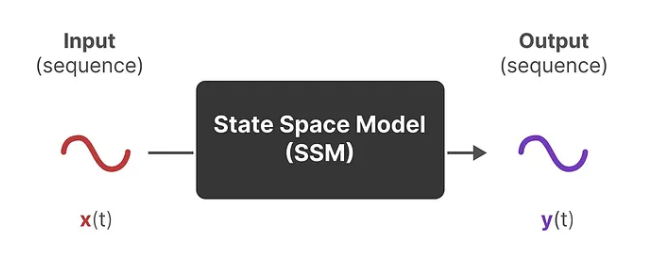 Input
(sequence)
Output
(sequence)
State Space Model
(SSM)
x(t)
y(t)